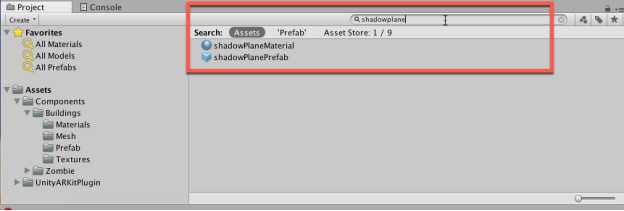 Project
Console
Create
shadowplane
Favorites
All Materials
All Models
All Prefabs
Search: Assets 'Prefab' Asset Store: 1 / 9
shadowPlaneMaterial
shadowPlanePrefab
Assets
Components
Buildings
Materials
Mesh
Prefab
Textures
Zombie
UnityARKitPlugin